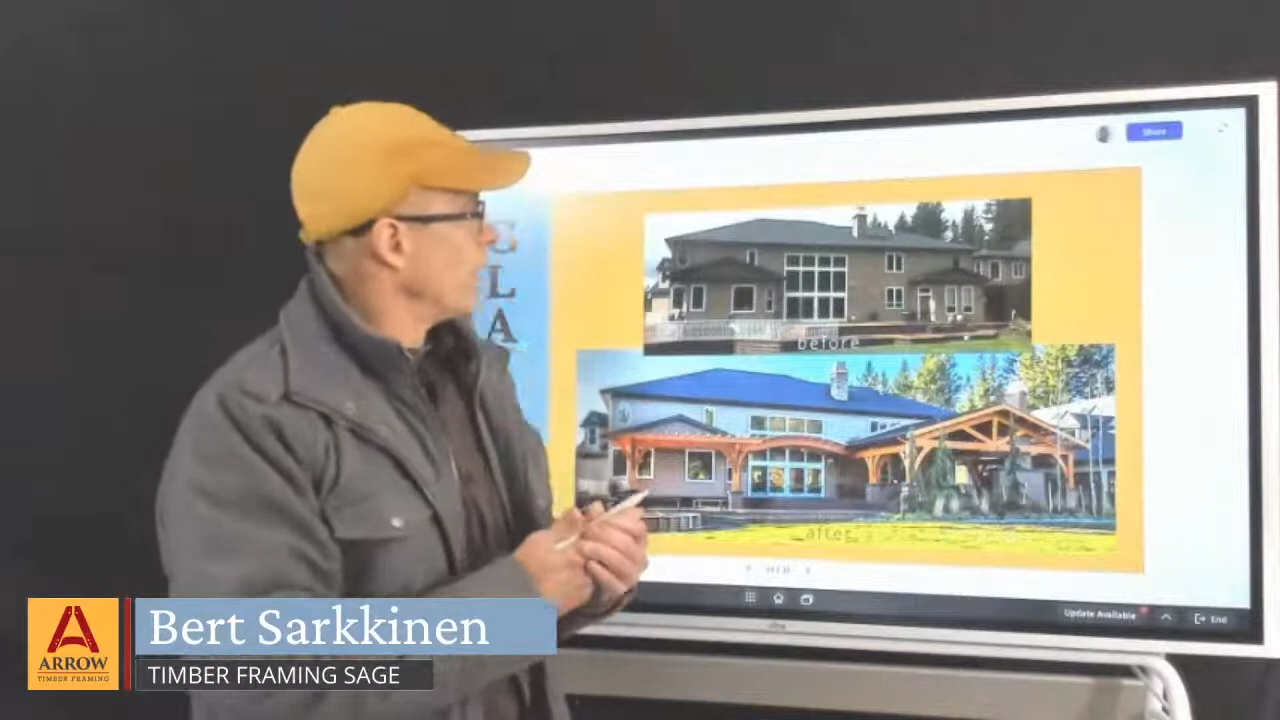 Share
L
A
before
after
Update Available
End
Bert Sarkkinen
TIMBER FRAMING SAGE
ARROW
TIMBER FRAMING